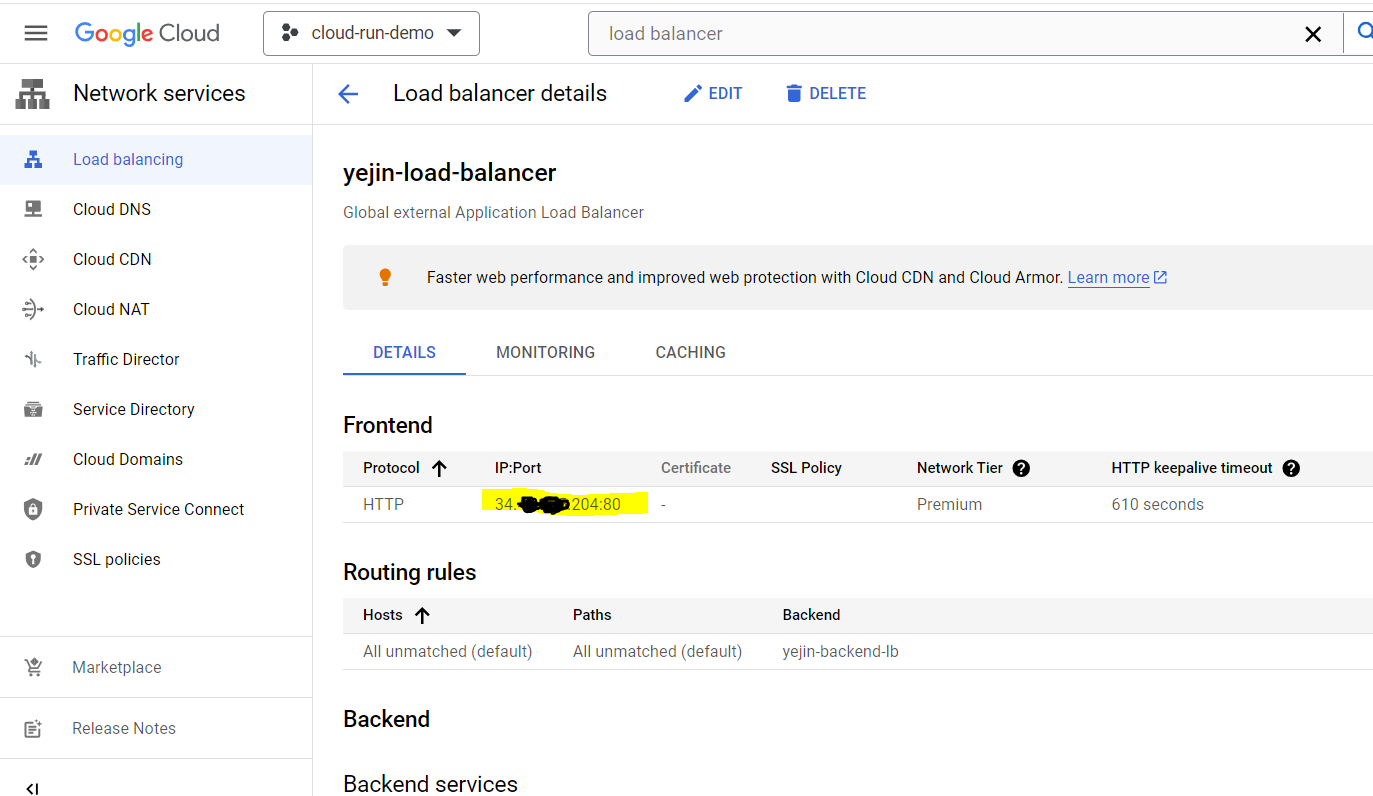 Google Cloud
cloud-run-demo
load balancer
Network services
Load balancer details
EDIT
DELETE
Load balancing
Cloud DNS
Cloud CDN
Cloud NAT
Traffic Director
Service Directory
Cloud Domains
Private Service Connect
SSL policies
Marketplace
Release Notes
yejin-load-balancer
Global external Application Load Balancer
Faster web performance and improved web protection with Cloud CDN and Cloud Armor. Learn more
DETAILS MONITORING CACHING
Frontend
Protocol IP:Port Certificate SSL Policy Network Tier HTTP keepalive timeout
HTTP 34. .204:80 - Premium 610 seconds
Routing rules
Hosts Paths Backend
All unmatched (default) All unmatched (default) yejin-backend-lb
Backend
Backend services